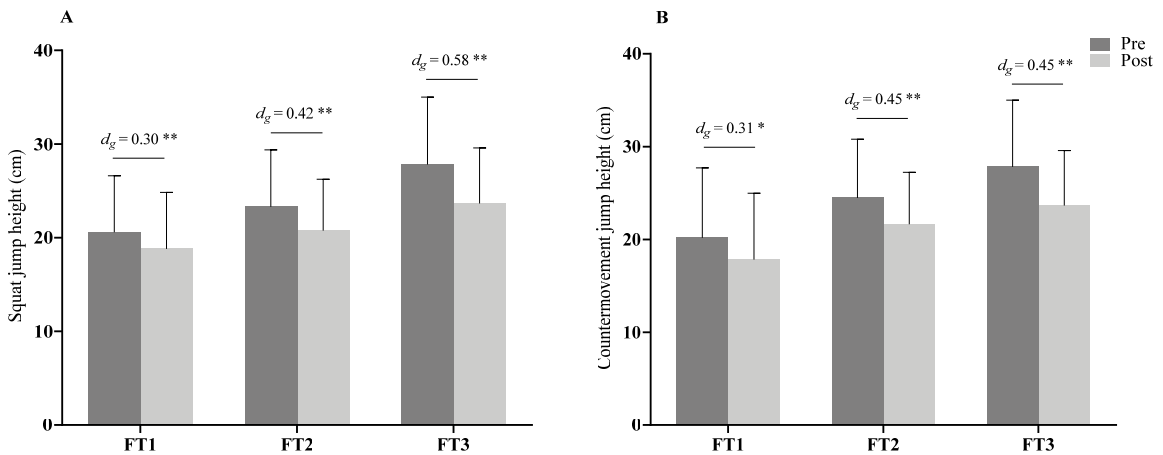 A
Squat jump height (cm)
40
30
20
10
0
dg = 0.30 **
dg = 0.42 **
dg = 0.58 **
FT1
FT2
FT3
B
Pre
Post
Countermovement jump height (cm)
40
30
20
10
0
dg = 0.31 *
dg = 0.45 **
dg = 0.45 **
FT1
FT2
FT3